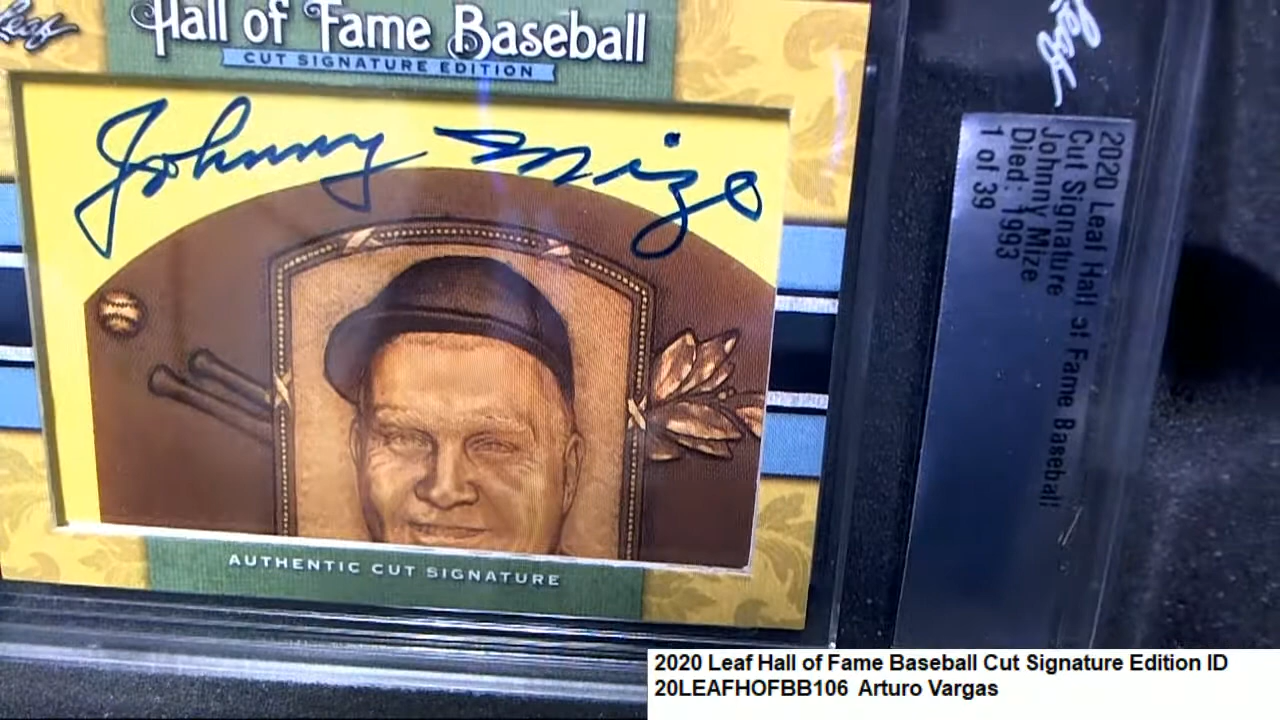 Leaf
Hall of Fame Baseball
CUT SIGNATURE EDITION
Johnny Mize
AUTHENTIC CUT SIGNATURE
Leaf
2020 Leaf Hall of Fame Baseball
Cut Signature
Johnny Mize
Died: 1993
1 of 39
2020 Leaf Hall of Fame Baseball Cut Signature Edition ID
20LEAFHOFBB106 Arturo Vargas